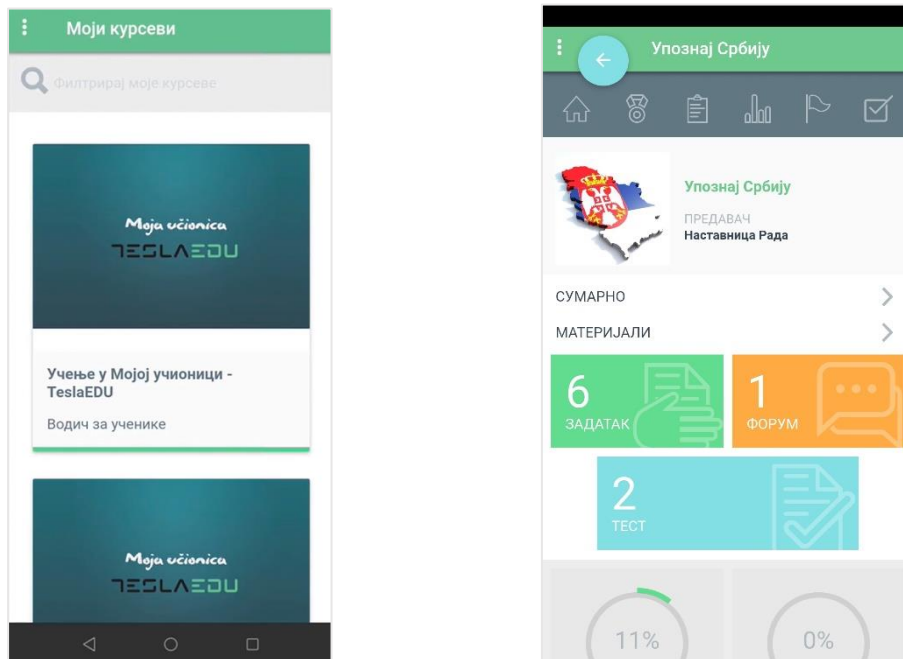 Моји курсеви
Филтрирај моје курсеве
Moja učionica
TESLAEDU
Учење у Мојој учионици -
TeslaEDU
Водич за ученике
Moja učionica
TESLAEDU
Упознај Србију
Упознај Србију
ПРЕДАВАЧ
Наставница Рада
СУМАРНО
МАТЕРИЈАЛИ
6
ЗАДАТАК
1
ФОРУМ
2
ТЕСТ
11%
0%